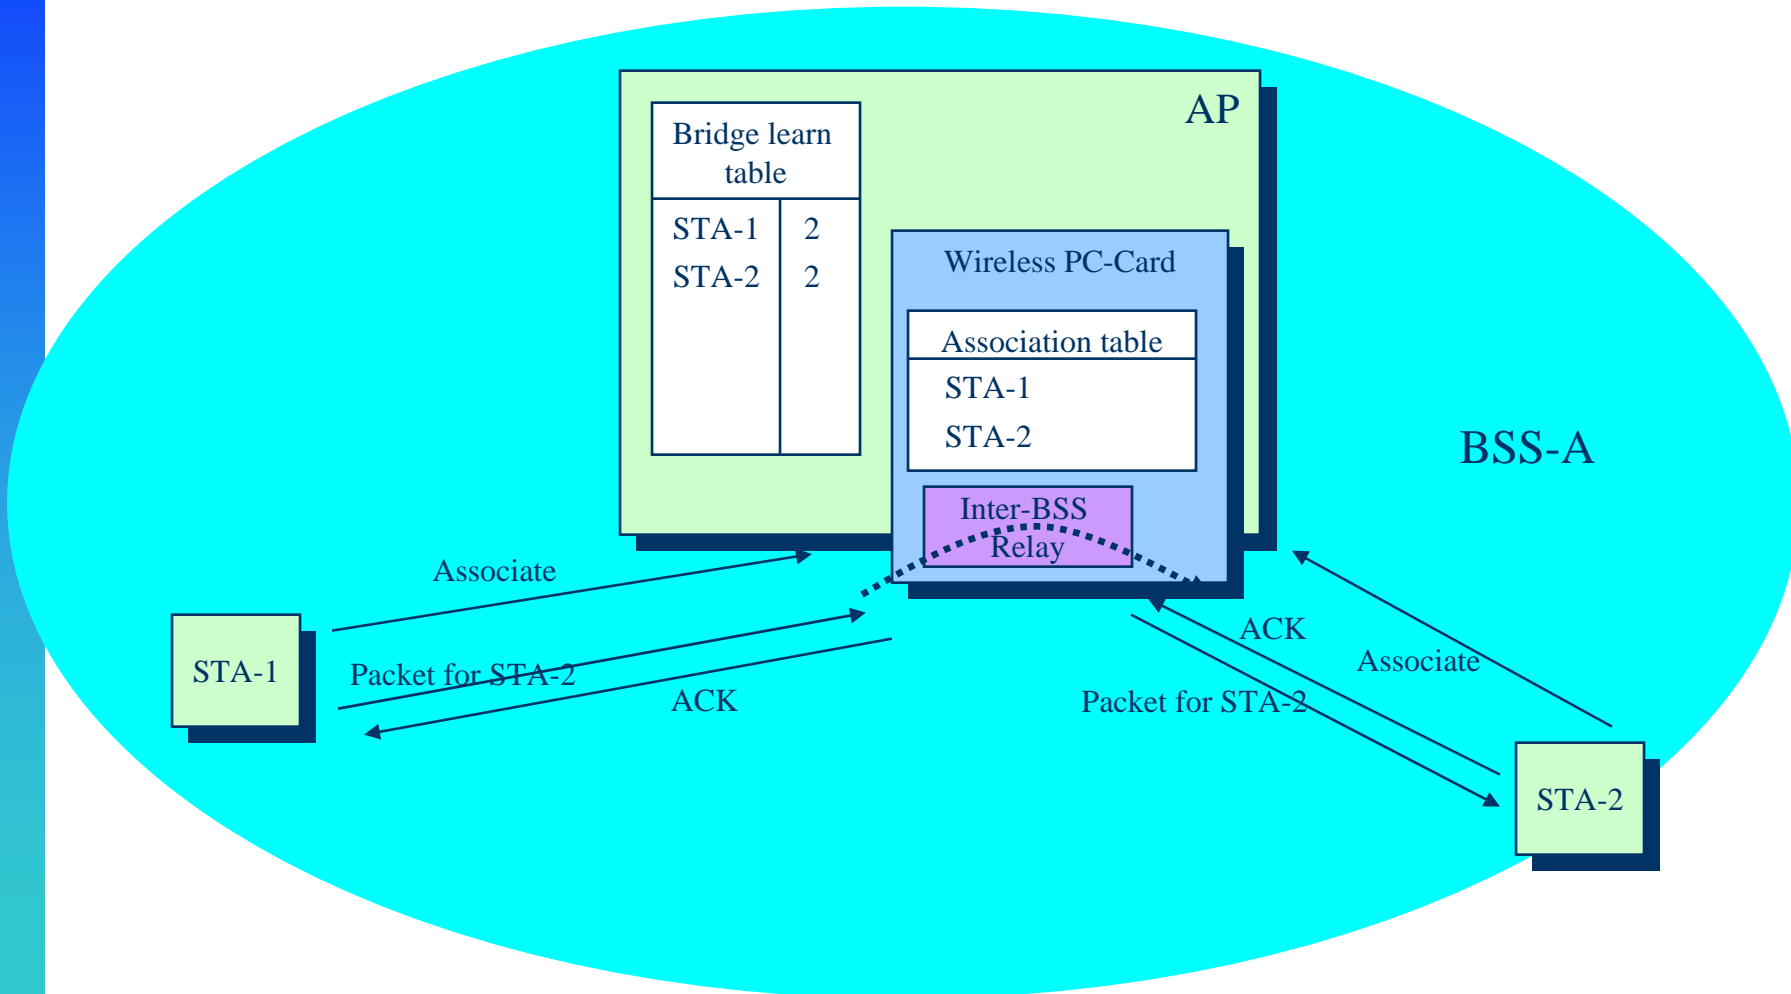 AP
Bridge learn
table
STA-1 2
STA-2 2
Wireless PC-Card
Association table
STA-1
STA-2
BSS-A
Inter-BSS
Relay
Associate
ACK
Associate
STA-1
Packet for STA-2
ACK
Packet for STA-2
STA-2